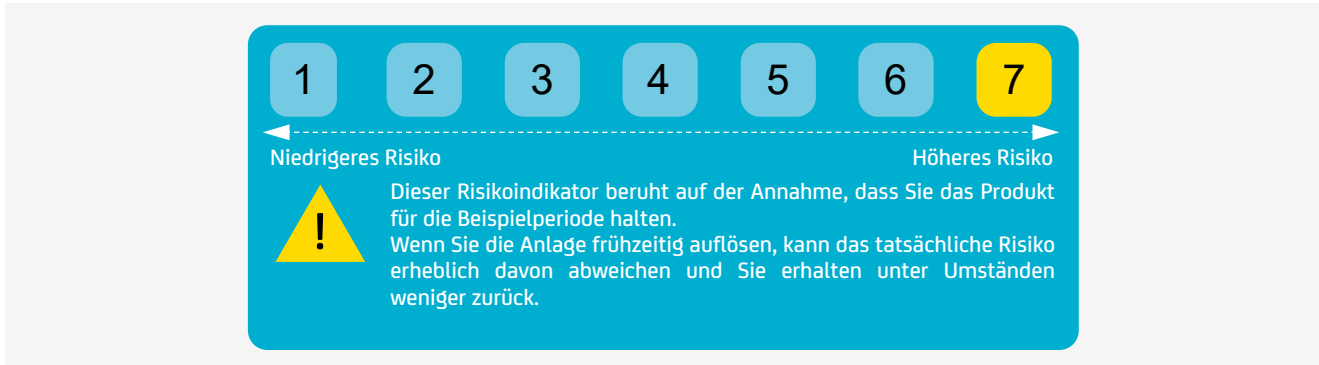 1 2 3 4 5 6 7
Niedrigeres Risiko Höheres Risiko
Dieser Risikoindikator beruht auf der Annahme, dass Sie das Produkt
für die Beispielperiode halten.
!
Wenn Sie die Anlage frühzeitig auflösen, kann das tatsächliche Risiko
erheblich davon abweichen und Sie erhalten unter Umständen
weniger zurück.